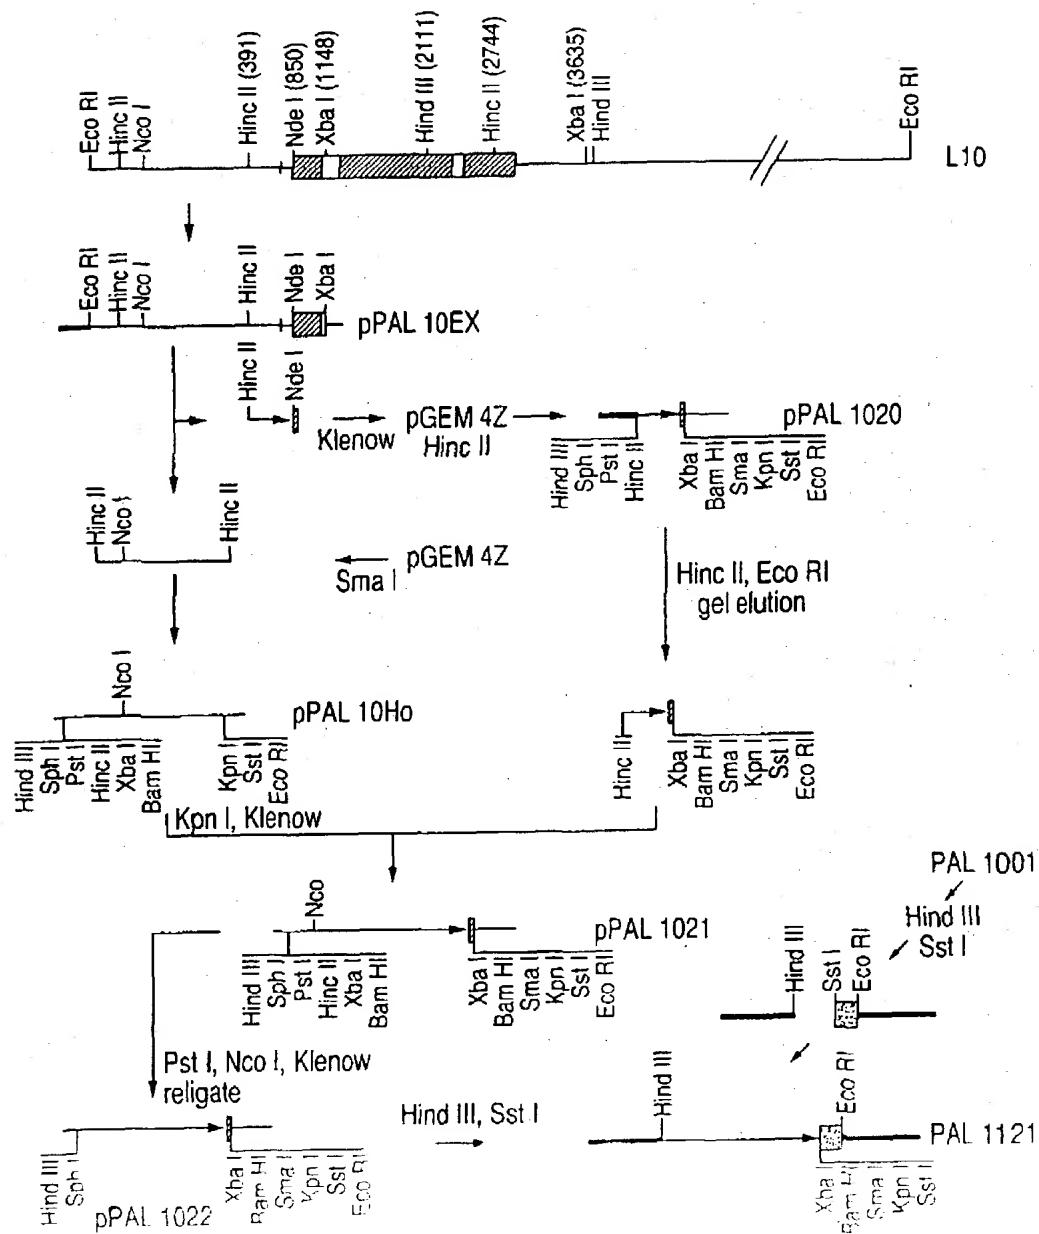 Eco RI
Hinc II
Nco I
Hinc II (391)
Nde I (850)
Xba I (1148)
Hind III (2111)
Hinc II (2744)
Xba I (3635)
Hind III
Eco RI
L10
Eco RI
Hinc II
Nco I
Hinc II
Nde I
Xba I
pPAL 10EX
Hinc II
Nde I
Klenow
pGEM 4Z
Hinc II
pPAL 1020
Hind III
Sph I
Pst I
Hinc II
Xba I
Bam HI
Sma I
Kpn I
Sst I
Eco RII
Hinc II
Nco I
Hinc II
Sma I
pGEM 4Z
Hinc II, Eco RI
gel elution
Nco I
pPAL 10Ho
Hind III
Sph I
Pst I
Hinc II
Xba I
Bam HI
Kpn I
Sst I
Eco RI
Hinc II
Xba I
Bam HI
Sma I
Kpn I
Sst I
Eco RI
Kpn I, Klenow
PAL 1001
Hind III
Sst I
Nco
pPAL 1021
Hind III
Sph I
Pst I
Hinc II
Xba I
Bam HII
Xba I
Bam HI
Sma I
Kpn I
Sst I
Eco RII
Hind III
Sst I
Eco RI
Pst I, Nco I, Klenow
religate
Hind III, Sst I
Hind III
Eco RI
PAL 1121
Hind III
Sph I
Xba I
Bam HI
Sma I
Kpn I
Sst I
Eco RI
pPAL 1022
Xba I
Bam HI
Sma I
Kpn I
Sst I